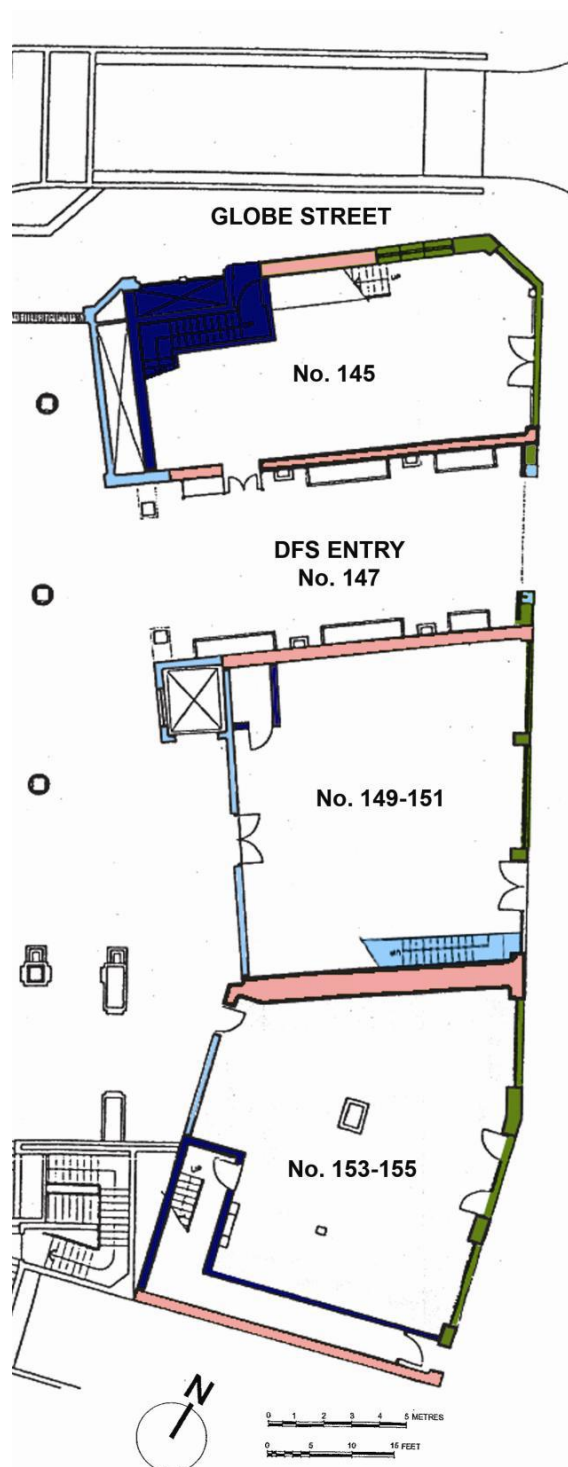 GLOBE STREET
No. 145
DFS ENTRY
No. 147
No. 149-151
No. 153-155
N
0 1 2 3 4 5 METRES
0 5 10 15 FEET